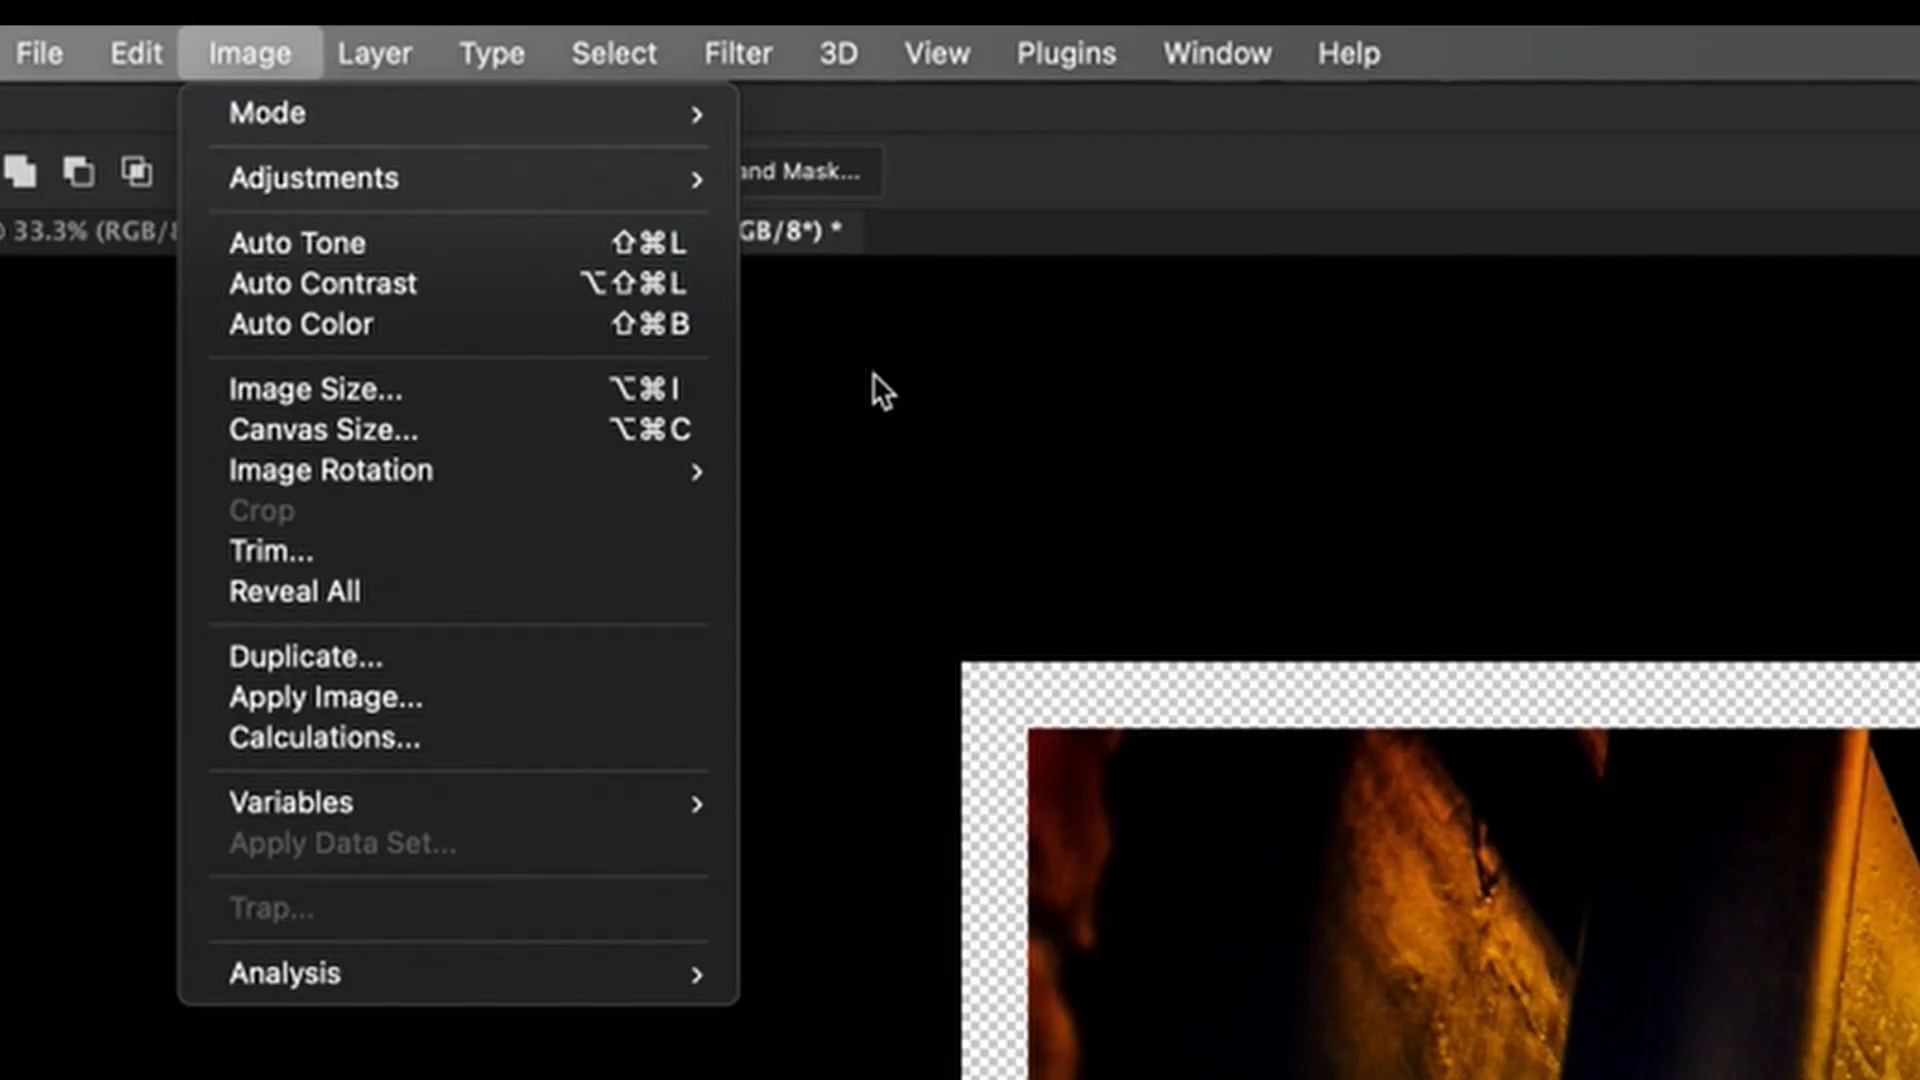 File Edit Image Layer Type Select Filter 3D View Plugins Window Help
Mode
and Mask...
Adjustments
33.3% (RGB/8
GB/8*) *
Auto Tone ⇧⌘L
Auto Contrast ⌥⇧⌘L
Auto Color ⇧⌘B
Image Size... ⌥⌘I
Canvas Size... ⌥⌘C
Image Rotation
Crop
Trim...
Reveal All
Duplicate...
Apply Image...
Calculations...
Variables
Apply Data Set...
Trap...
Analysis